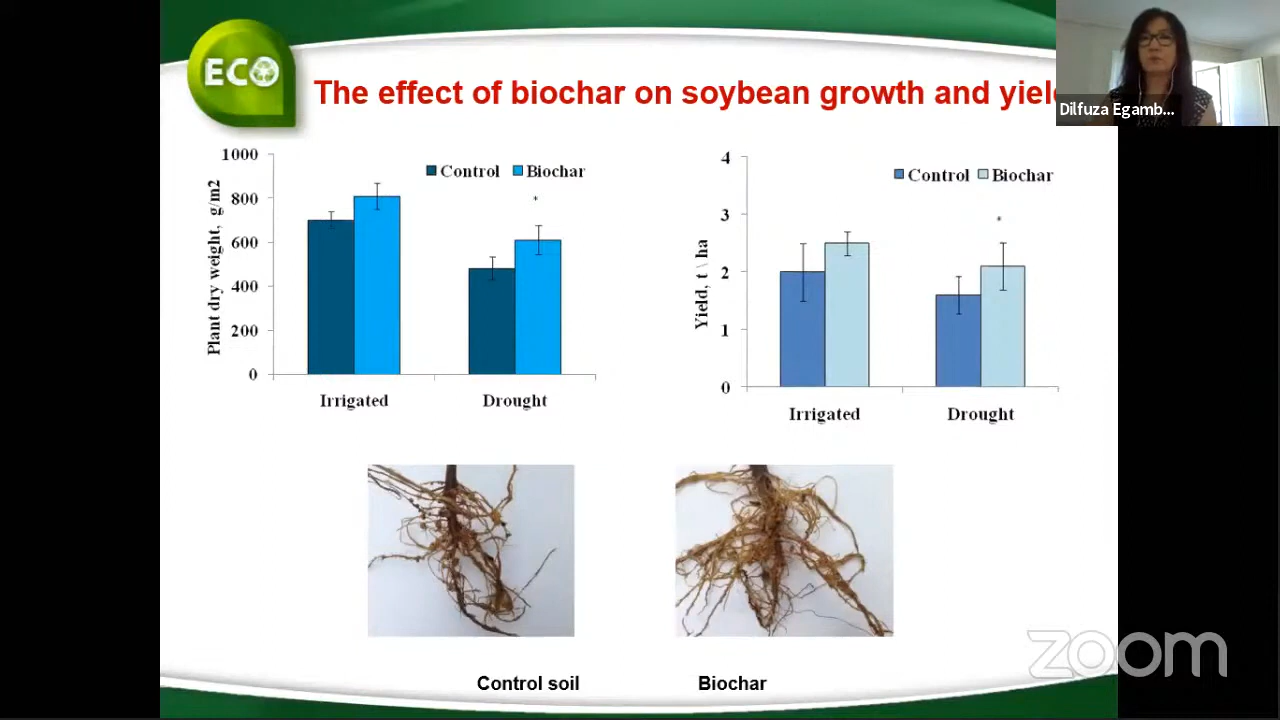 ECO
The effect of biochar on soybean growth and yiel
Dilfuza Egamb...
Plant dry weight, g/m2
1000
800
600
400
200
0
Control
Biochar
*
Irrigated
Drought
Yield, t \ ha
4
3
2
1
0
Control
Biochar
*
Irrigated
Drought
Control soil
Biochar
zoom